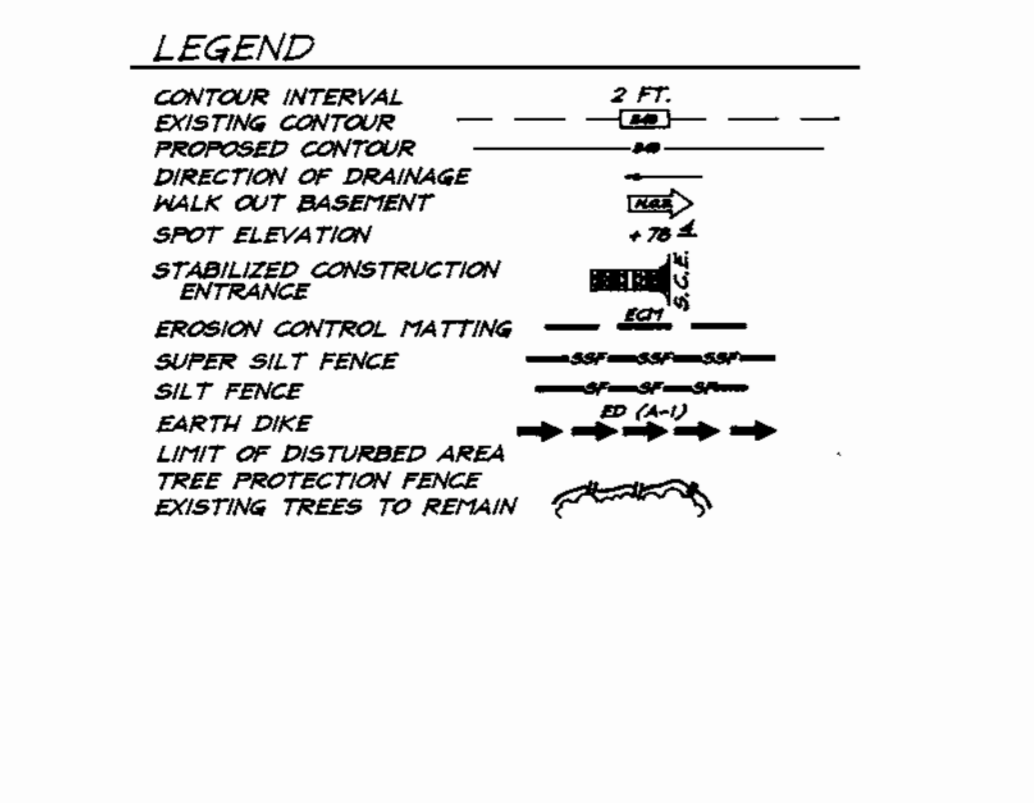 LEGEND
CONTOUR INTERVAL 2 FT.
EXISTING CONTOUR
PROPOSED CONTOUR
DIRECTION OF DRAINAGE
WALK OUT BASEMENT
SPOT ELEVATION + 78
STABILIZED CONSTRUCTION
ENTRANCE S.C.E.
ECM
EROSION CONTROL MATTING
SUPER SILT FENCE SSF SSF SSF
SILT FENCE SF SF SF
ED (A-1)
EARTH DIKE
LIMIT OF DISTURBED AREA
TREE PROTECTION FENCE
EXISTING TREES TO REMAIN